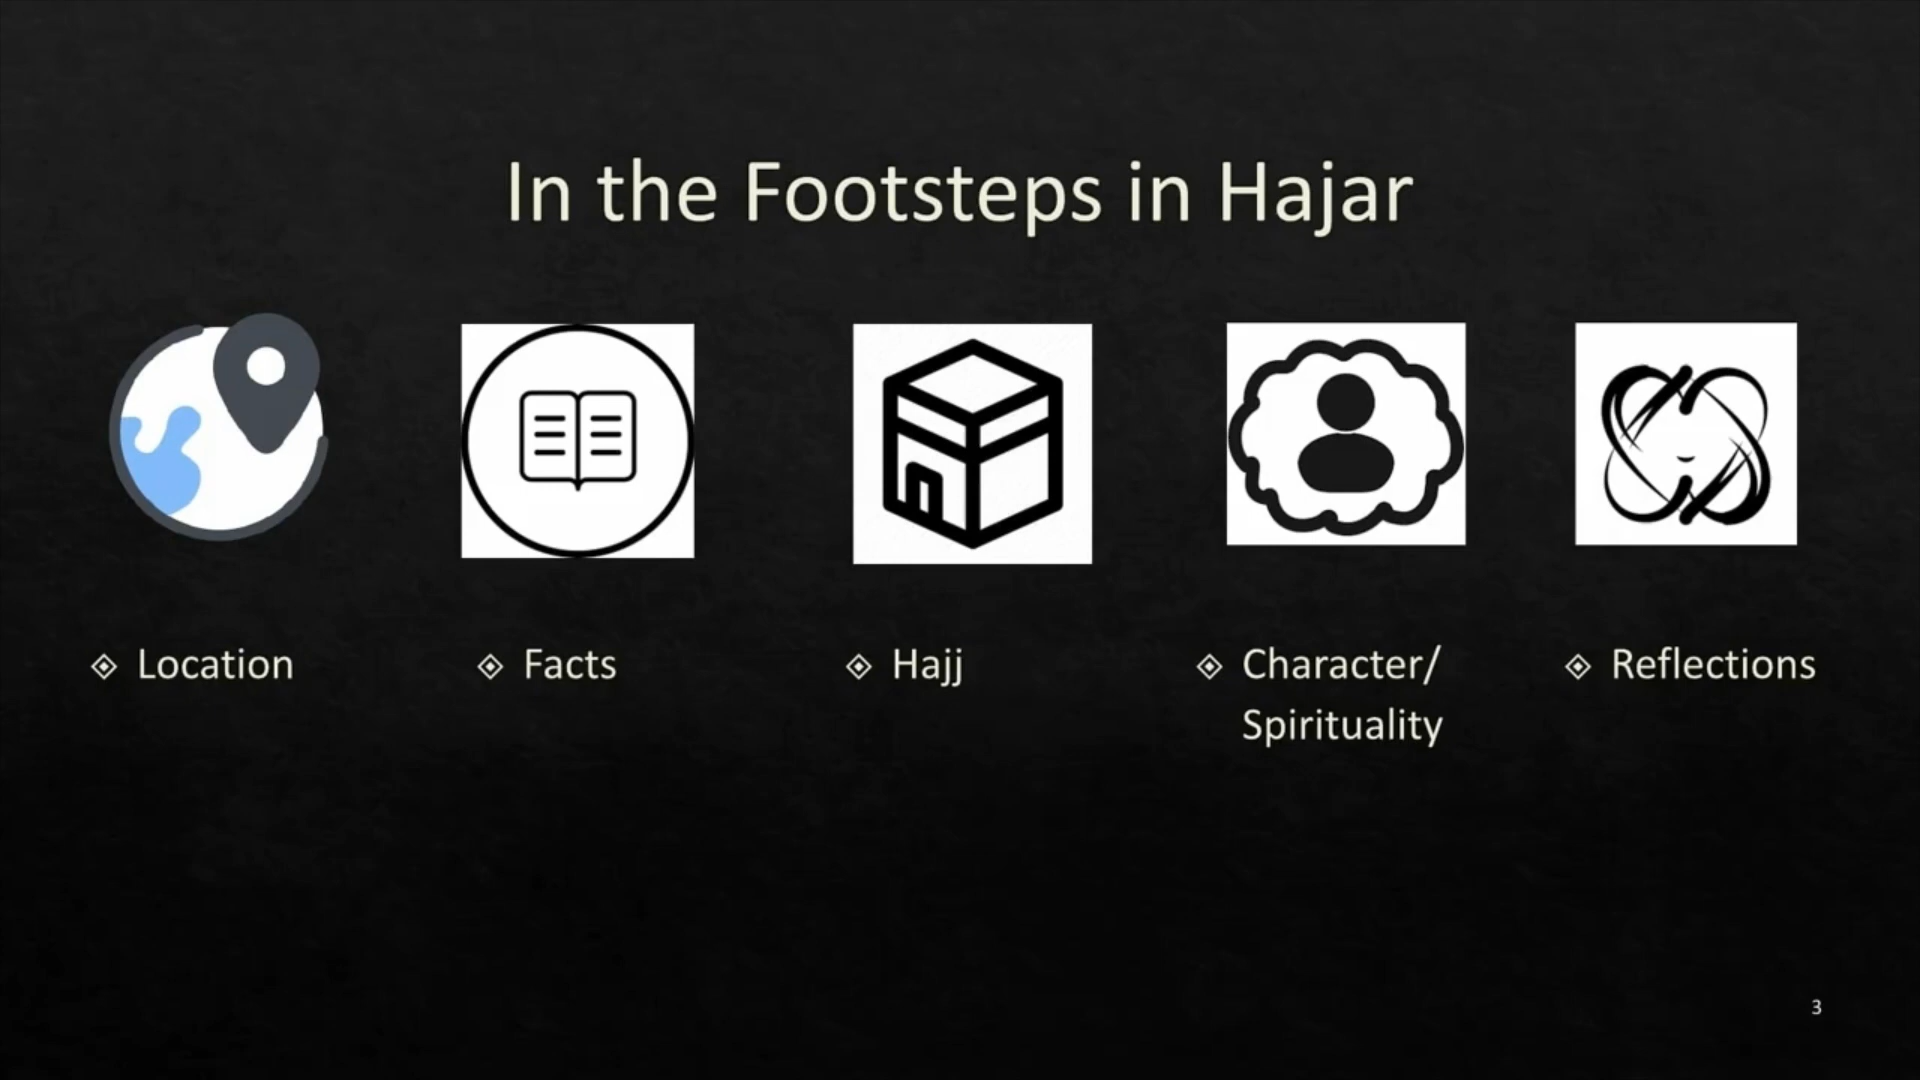 In the Footsteps in Hajar
Location
Facts
Hajj
Character/
Spirituality
Reflections
3